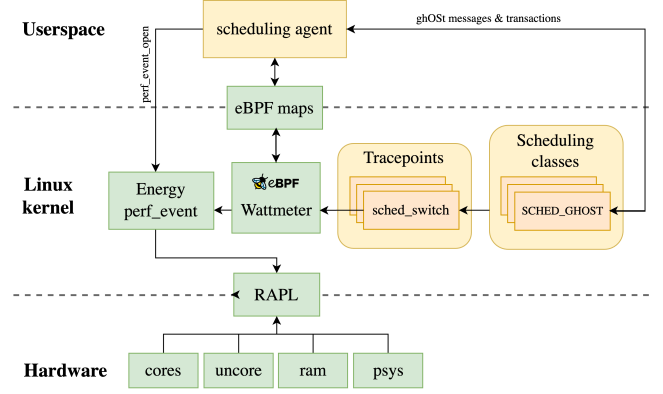 Userspace
scheduling agent
ghOSt messages & transactions
perf_event_open
eBPF maps
Linux
kernel
Energy
perf_event
eBPF
Wattmeter
Tracepoints
sched_switch
Scheduling
classes
SCHED_GHOST
RAPL
Hardware
cores
uncore
ram
psys